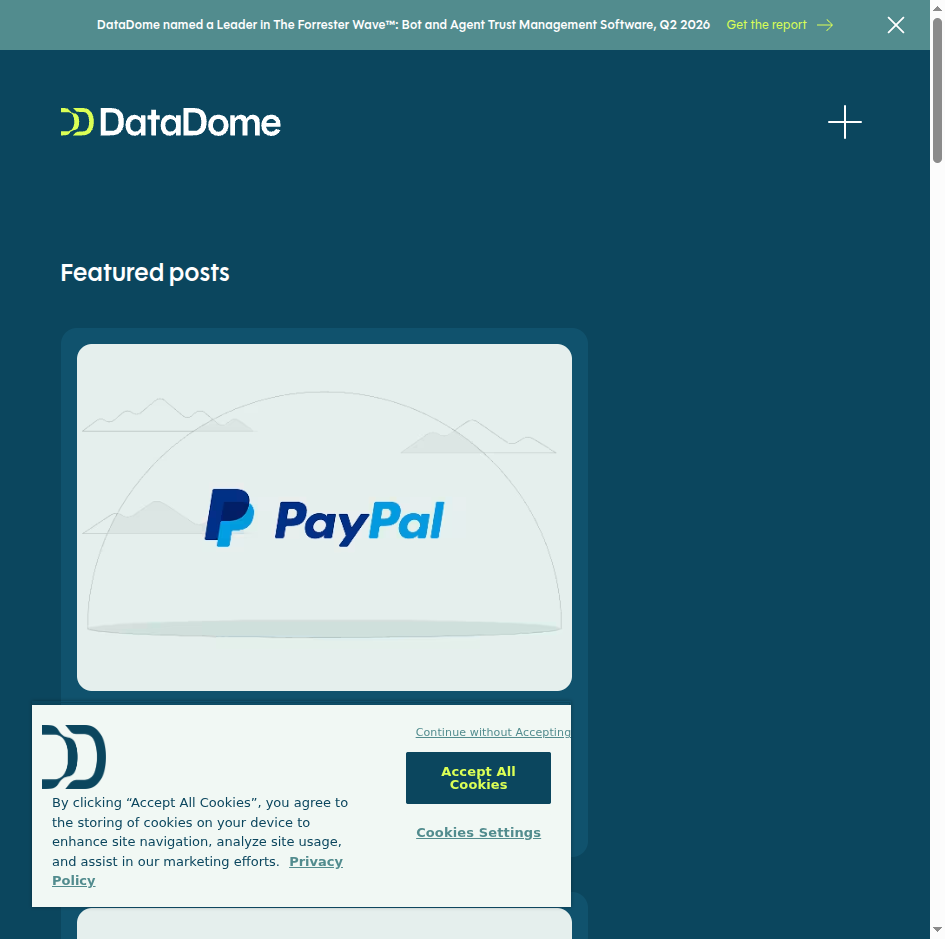 DataDome named a Leader in The Forrester Wave™: Bot and Agent Trust Management Software, Q2 2026 Get the report
DataDome
Featured posts
PayPal
Continue without Accepting
Accept All
Cookies
By clicking “Accept All Cookies”, you agree to
the storing of cookies on your device to
enhance site navigation, analyze site usage,
and assist in our marketing efforts. Privacy
Policy
Cookies Settings